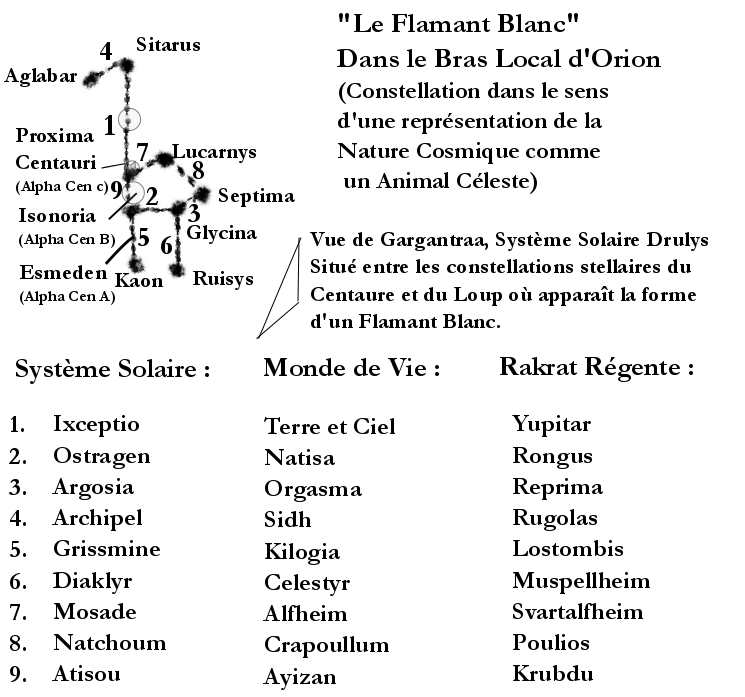 "Le Flamant Blanc"
Dans le Bras Local d'Orion
(Constellation dans le sens
d'une représentation de la
Nature Cosmique comme
un Animal Céleste)
4 Sitarus
Aglabar
1
Proxima
Centauri
(Alpha Cen c)
7 Lucarnys
8
9 2 Septima
Isonoria
(Alpha Cen B)
3
Glycina
5 6
Esmeden
(Alpha Cen A)
Kaon
Ruisys
Vue de Gargantraa, Système Solaire Drulys
Situé entre les constellations stellaires du
Centaure et du Loup où apparaît la forme
d'un Flamant Blanc.
Système Solaire : Monde de Vie : Rakrat Régente :
1. Ixceptio Terre et Ciel Yupitar
2. Ostragen Natisa Rongus
3. Argosia Orgasma Reprima
4. Archipel Sidh Rugolas
5. Grissmine Kilogia Lostombis
6. Diaklyr Celestyr Muspellheim
7. Mosade Alfheim Svartalfheim
8. Natchoum Crapoullum Poulios
9. Atisou Ayizan Krubdu